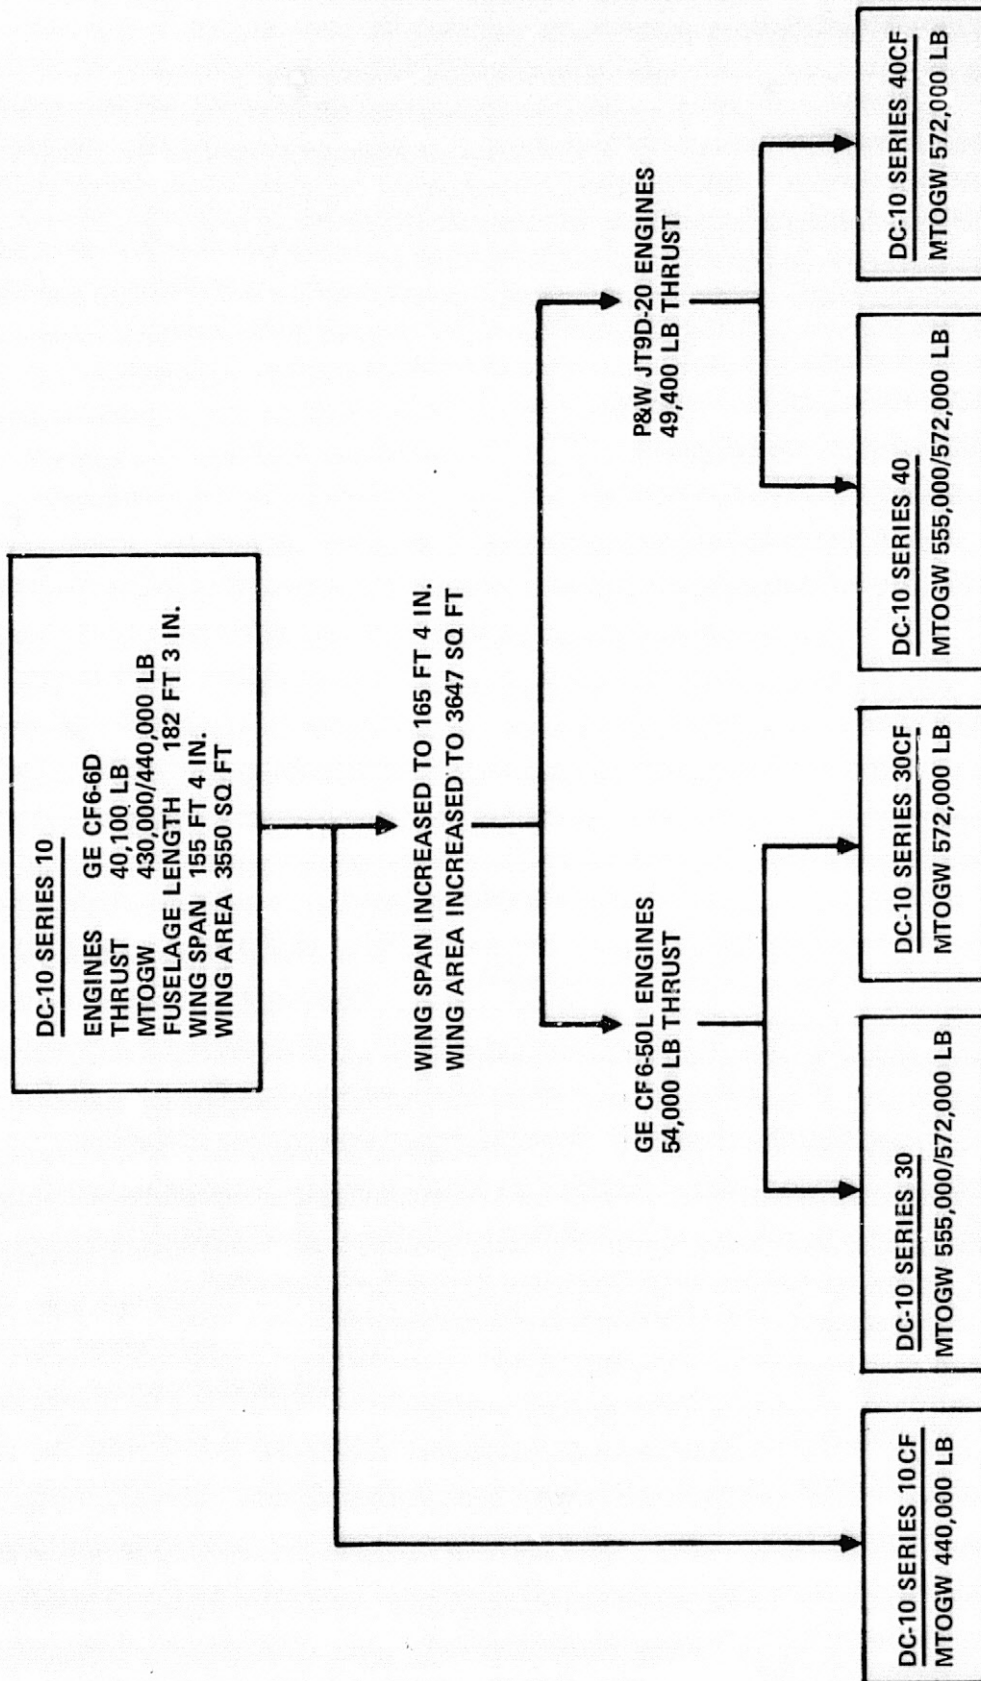 DC-10 SERIES 10
ENGINES GE CF6-6D
THRUST 40,100 LB
MTOGW 430,000/440,000 LB
FUSELAGE LENGTH 182 FT 3 IN.
WING SPAN 155 FT 4 IN.
WING AREA 3550 SQ FT
WING SPAN INCREASED TO 165 FT 4 IN.
WING AREA INCREASED TO 3647 SQ FT
GE CF6-50L ENGINES
54,000 LB THRUST
P&W JT9D-20 ENGINES
49,400 LB THRUST
DC-10 SERIES 10CF
MTOGW 440,000 LB
DC-10 SERIES 30
MTOGW 555,000/572,000 LB
DC-10 SERIES 30CF
MTOGW 572,000 LB
DC-10 SERIES 40
MTOGW 555,000/572,000 LB
DC-10 SERIES 40CF
MTOGW 572,000 LB